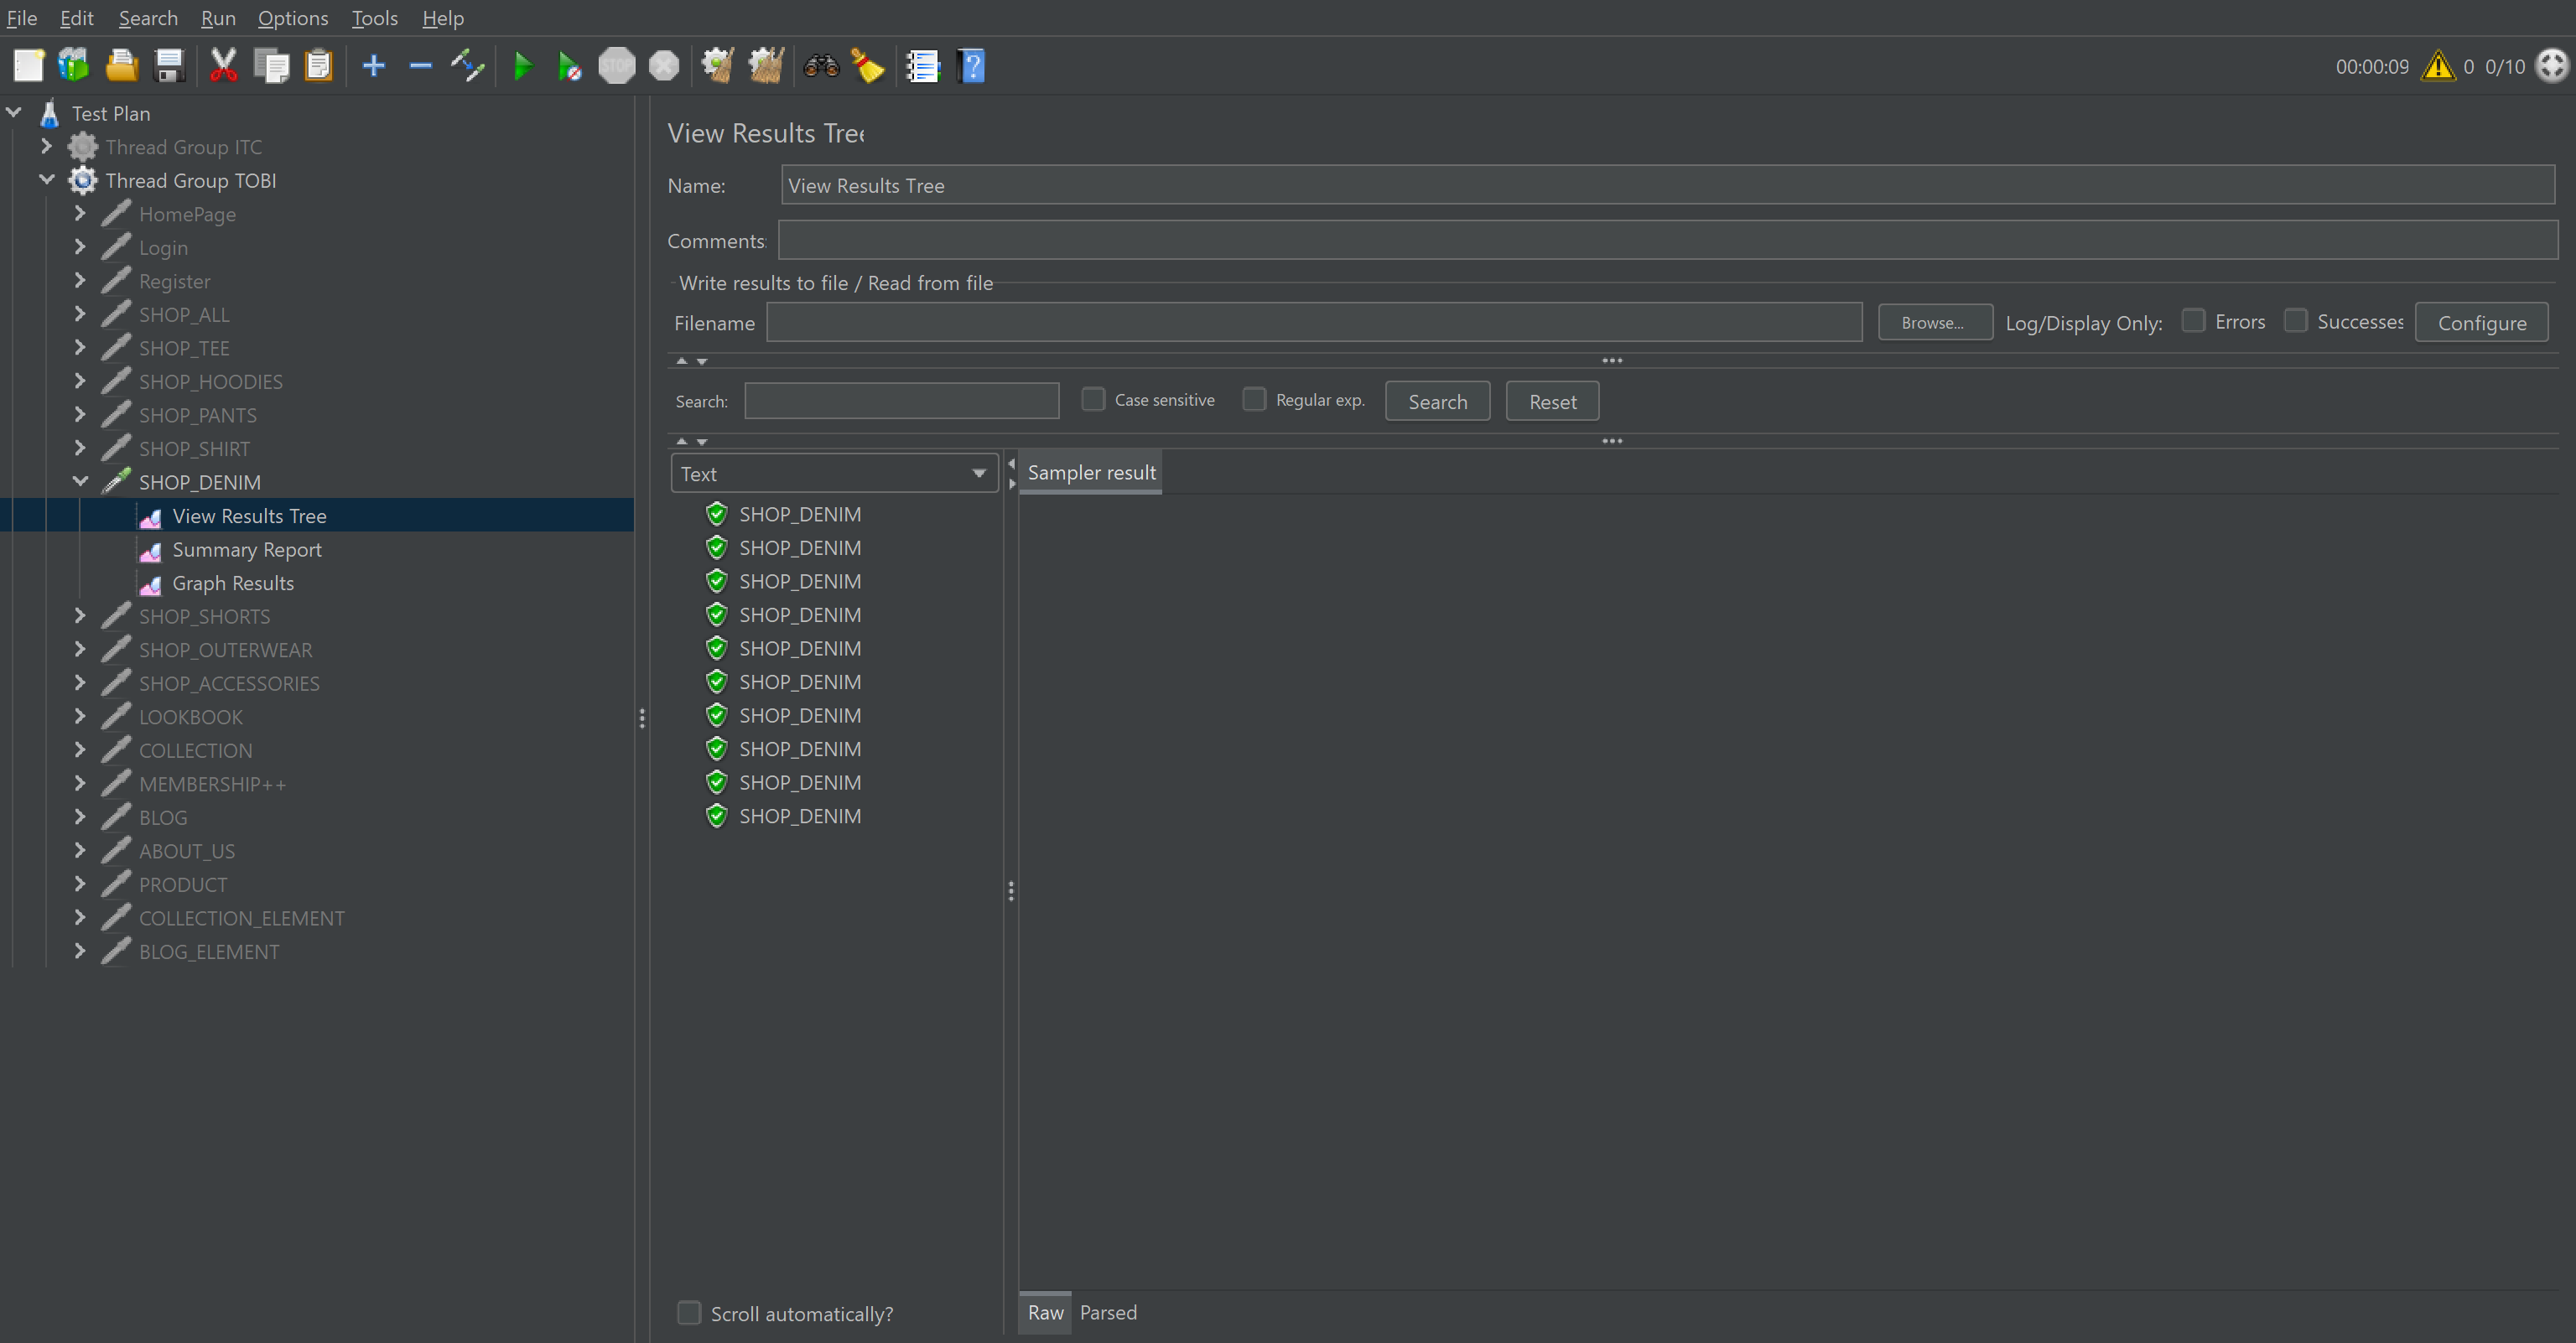 File Edit Search Run Options Tools Help
STOP 00:00:09 0 0/10
Test Plan
Thread Group ITC
Thread Group TOBI
HomePage
Login
Register
SHOP_ALL
SHOP_TEE
SHOP_HOODIES
SHOP_PANTS
SHOP_SHIRT
SHOP_DENIM
View Results Tree
Summary Report
Graph Results
SHOP_SHORTS
SHOP_OUTERWEAR
SHOP_ACCESSORIES
LOOKBOOK
COLLECTION
MEMBERSHIP++
BLOG
ABOUT_US
PRODUCT
COLLECTION_ELEMENT
BLOG_ELEMENT
View Results Tree
Name: View Results Tree
Comments:
Write results to file / Read from file
Filename Browse... Log/Display Only: Errors Successes Configure
Search: Case sensitive Regular exp. Search Reset
Text
Sampler result
SHOP_DENIM
SHOP_DENIM
SHOP_DENIM
SHOP_DENIM
SHOP_DENIM
SHOP_DENIM
SHOP_DENIM
SHOP_DENIM
SHOP_DENIM
SHOP_DENIM
Scroll automatically?
Raw Parsed